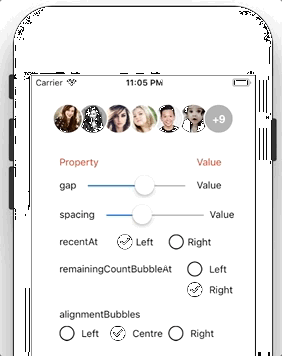 Carrier 11:05 PM
+9
Property Value
gap Value
spacing Value
recentAt Left Right
remainingCountBubbleAt Left
Right
alignmentBubbles
Left Centre Right